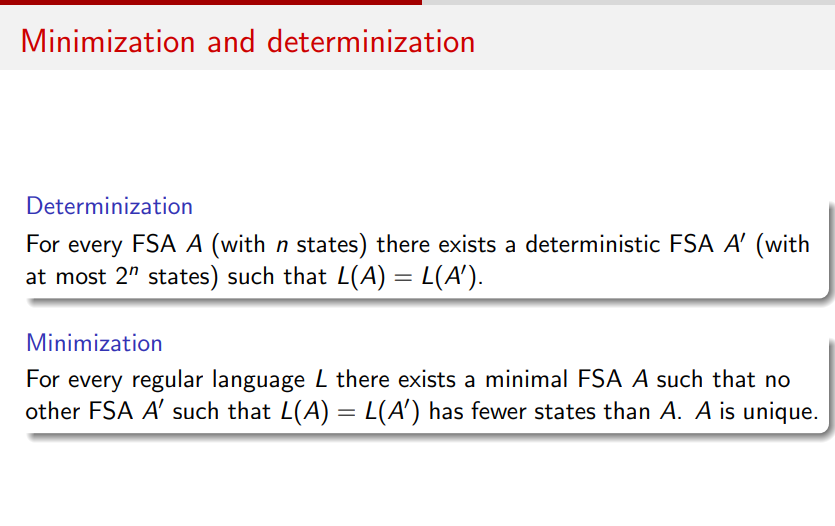 Minimization and determinization
Determinization
For every FSA A (with n states) there exists a deterministic FSA A′ (with
at most 2ⁿ states) such that L(A) = L(A′).
Minimization
For every regular language L there exists a minimal FSA A such that no
other FSA A′ such that L(A) = L(A′) has fewer states than A. A is unique.